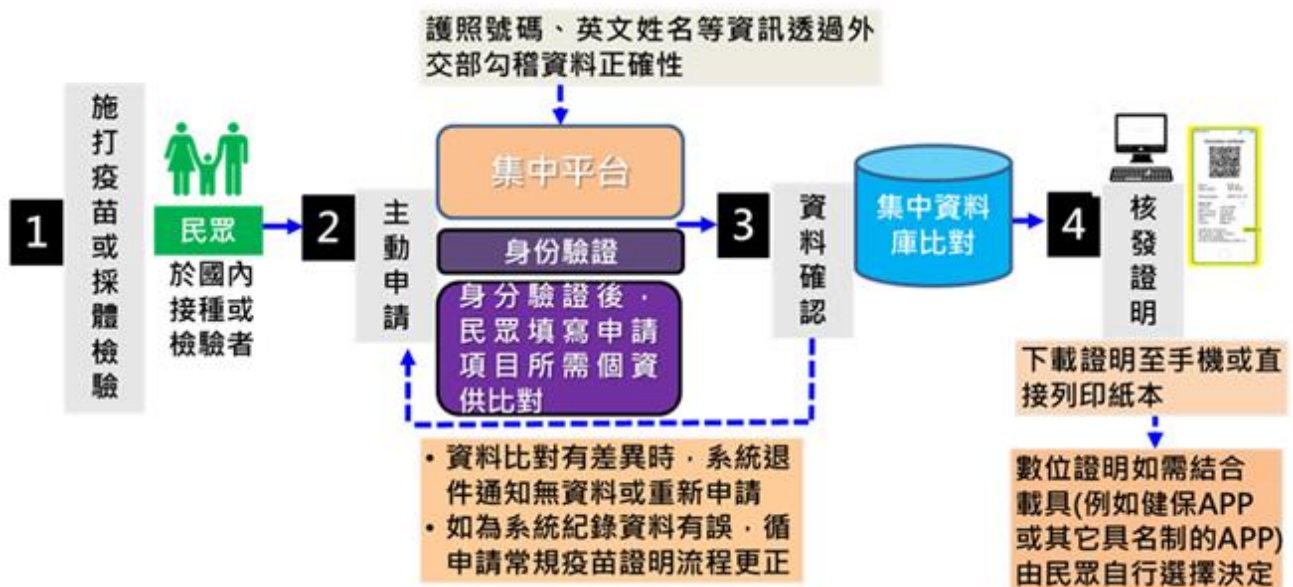 護照號碼、英文姓名等資訊透過外
交部勾稽資料正確性
1
施打疫苗或採體檢驗
民眾
於國內
接種或
檢驗者
2
主動申請
集中平台
身份驗證
身分驗證後，
民眾填寫申請
項目所需個資
供比對
3
資料確認
集中資料
庫比對
4
核發證明
下載證明至手機或直
接列印紙本
• 資料比對有差異時，系統退
件通知無資料或重新申請
• 如為系統紀錄資料有誤，循
申請常規疫苗證明流程更正
數位證明如需結合
載具(例如健保APP
或其它具名制的APP)
由民眾自行選擇決定